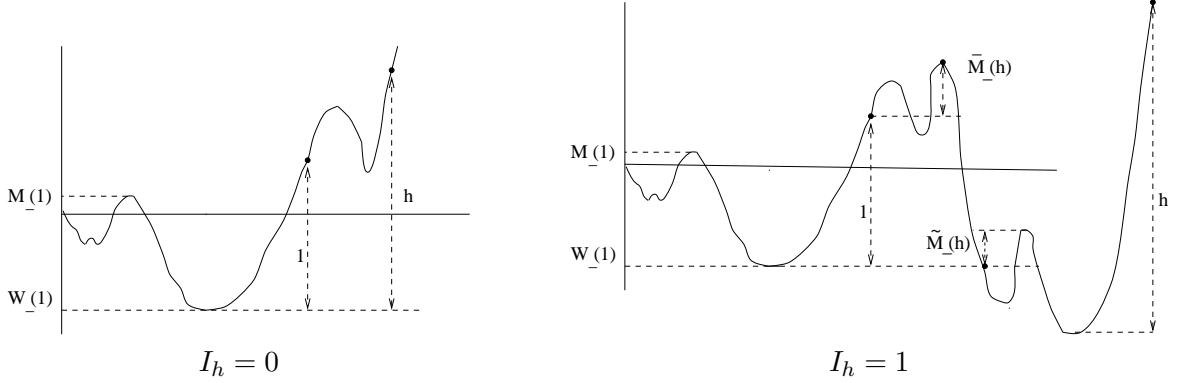 M_(1)
W_(1)
1
h
I_h = 0
M̄_(h)
M_(1)
1
h
M̃_(h)
W_(1)
I_h = 1